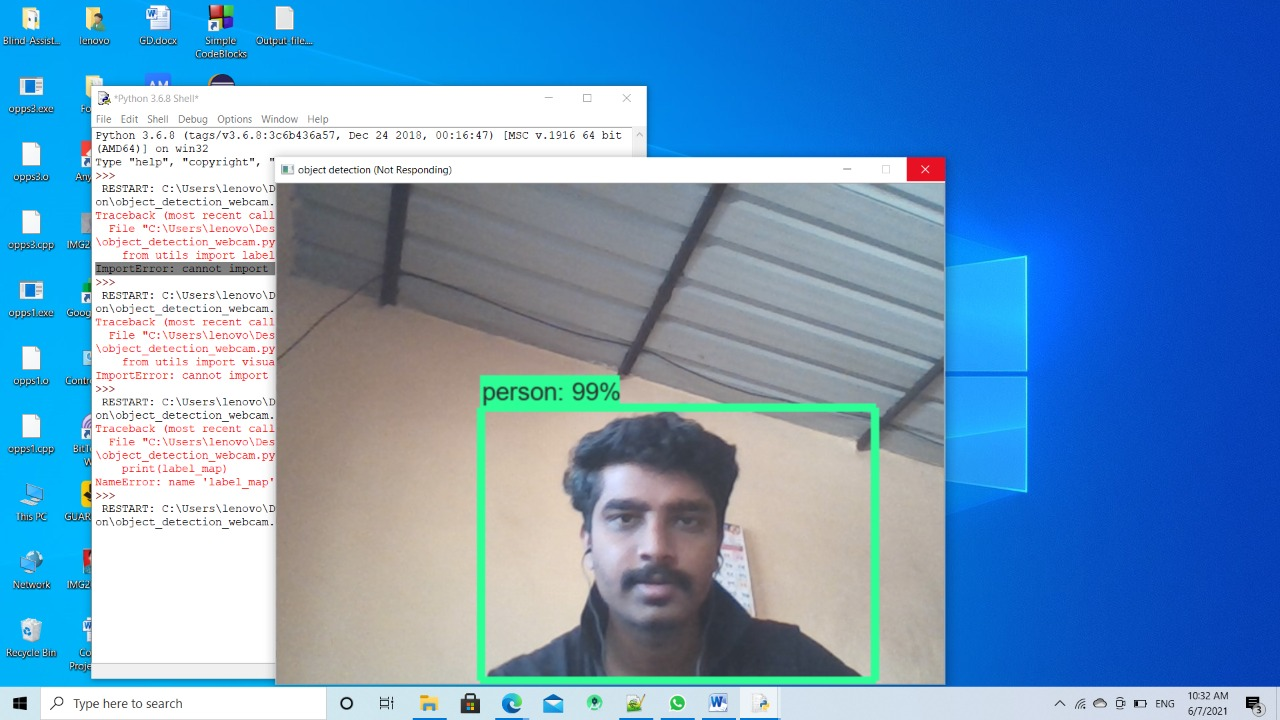 Blind-Assist...
lenovo
GD.docx
Simple
CodeBlocks
Output-file....
opps3.exe
opps3.o
opps3.cpp
opps1.exe
opps1.o
opps1.cpp
This PC
Network
Recycle Bin
*Python 3.6.8 Shell*
File Edit Shell Debug Options Window Help
Python 3.6.8 (tags/v3.6.8:3c6b436a57, Dec 24 2018, 00:16:47) [MSC v.1916 64 bit
(AMD64)] on win32
Type "help", "copyright", "
>>>
RESTART: C:\Users\lenovo\D
on\object_detection_webcam.
Traceback (most recent call
File "C:\Users\lenovo\Des
\object_detection_webcam.py
from utils import label
ImportError: cannot import
>>>
RESTART: C:\Users\lenovo\D
on\object_detection_webcam.
Traceback (most recent call
File "C:\Users\lenovo\Des
\object_detection_webcam.py
from utils import visua
ImportError: cannot import
>>>
RESTART: C:\Users\lenovo\D
on\object_detection_webcam.
Traceback (most recent call
File "C:\Users\lenovo\Des
\object_detection_webcam.py
print(label_map)
NameError: name 'label_map'
>>>
RESTART: C:\Users\lenovo\D
on\object_detection_webcam.
object detection (Not Responding)
person: 99%
Type here to search
ENG
10:32 AM
6/7/2021
3